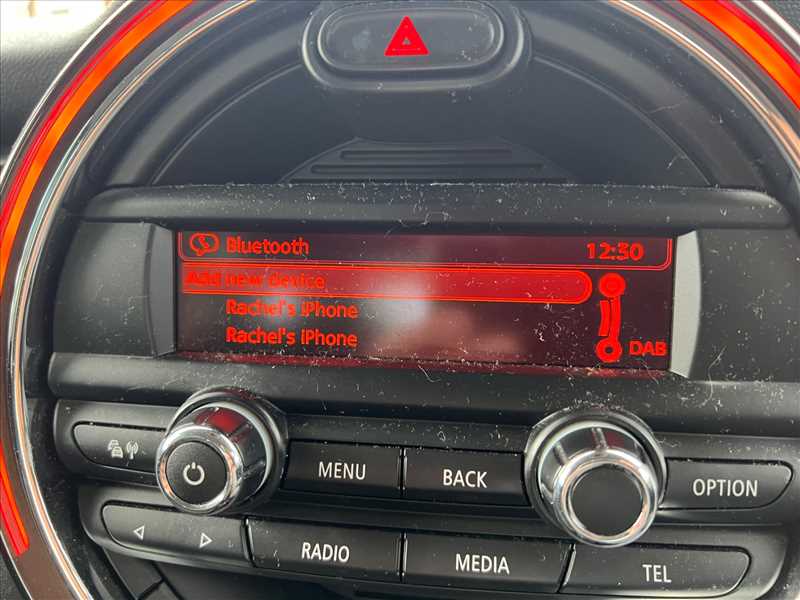 Bluetooth 12:30
Add new device
Rachel's iPhone
Rachel's iPhone
DAB
MENU BACK OPTION
RADIO MEDIA TEL